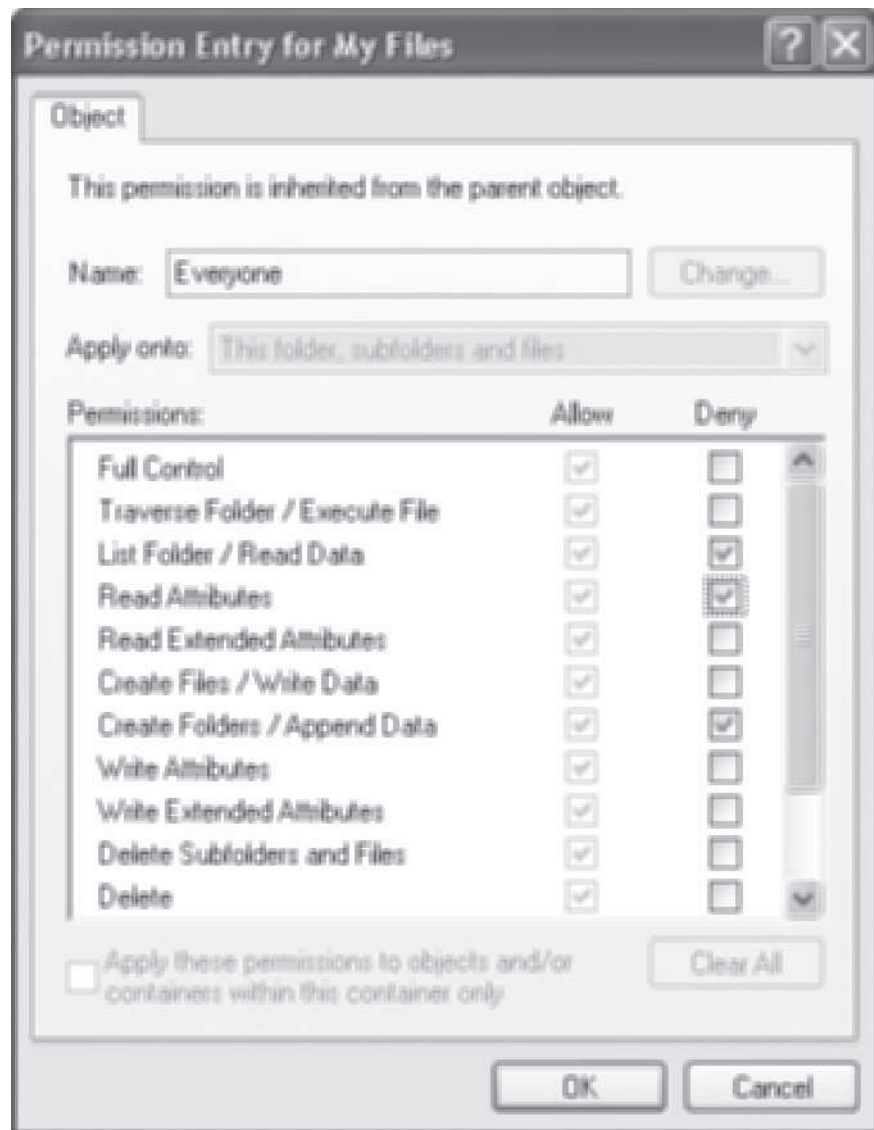 Permission Entry for My Files
Object
This permission is inherited from the parent object.
Name: Everyone Change...
Apply onto: This folder, subfolders and files
Permissions: Allow Deny
Full Control
Traverse Folder / Execute File
List Folder / Read Data
Read Attributes
Read Extended Attributes
Create Files / Write Data
Create Folders / Append Data
Write Attributes
Write Extended Attributes
Delete Subfolders and Files
Delete
Apply these permissions to objects and/or Clear All
containers within this container only
OK Cancel